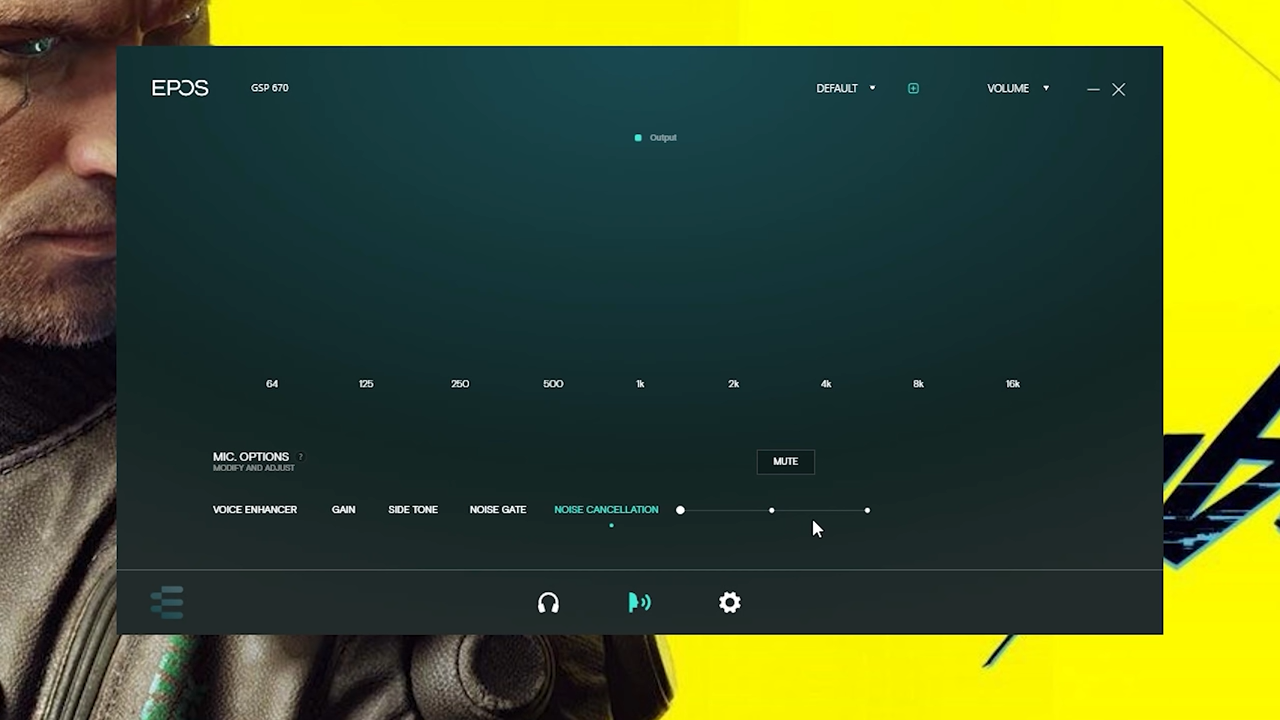 EPOS GSP 670 DEFAULT VOLUME
Output
64 125 250 500 1k 2k 4k 8k 16k
MIC. OPTIONS ?
MODIFY AND ADJUST
MUTE
VOICE ENHANCER GAIN SIDE TONE NOISE GATE NOISE CANCELLATION